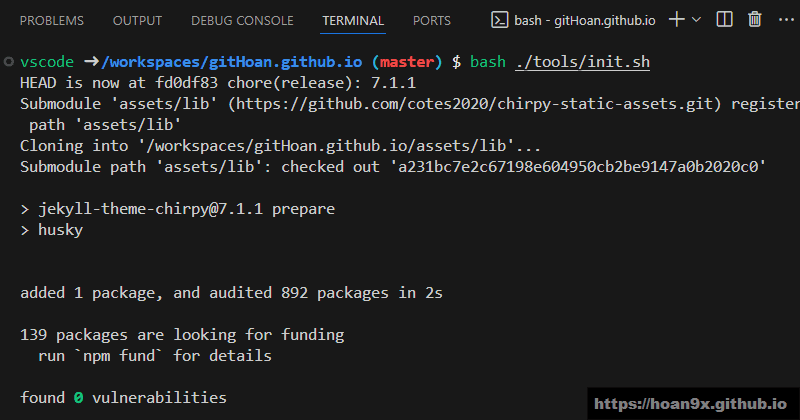 PROBLEMS OUTPUT DEBUG CONSOLE TERMINAL PORTS bash - gitHoan.github.io
vscode ➜/workspaces/gitHoan.github.io (master) $ bash ./tools/init.sh
HEAD is now at fd0df83 chore(release): 7.1.1
Submodule 'assets/lib' (https://github.com/cotes2020/chirpy-static-assets.git) register
path 'assets/lib'
Cloning into '/workspaces/gitHoan.github.io/assets/lib'...
Submodule path 'assets/lib': checked out 'a231bc7e2c67198e604950cb2be9147a0b2020c0'
> jekyll-theme-chirpy@7.1.1 prepare
> husky
added 1 package, and audited 892 packages in 2s
139 packages are looking for funding
run `npm fund` for details
found 0 vulnerabilities
https://hoan9x.github.io